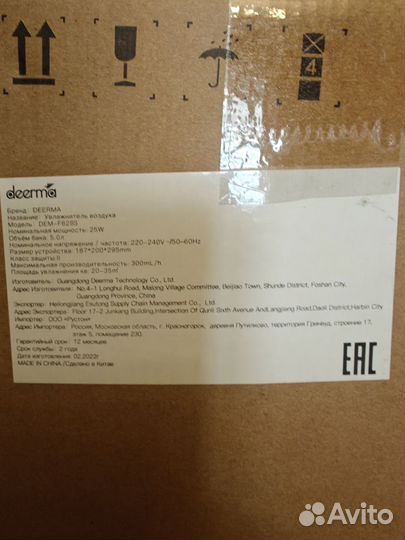 4
deerma
Бренд : DEERMA
Название: Увлажнитель воздуха
Модель: DEM-F628S
Номинальная мощность: 25W
Объём бака: 5.0л
Номинальное напряжение / частота: 220-240V~/50-60Hz
Размер устройства: 187*200*295mm
Класс защиты II
Максимальная производительность: 300mL/h
Площадь увлажнения кв: 20-35㎡
Изготовитель: Guangdong Deerma Technology Co., Ltd.
Адрес Изготовителя: No.4-1 Longhui Road, Malong Village Committee, Beijiao Town, Shunde District, Foshan City,
Guangdong Province, China
Экспортер: Heilongjiang Esutong Supply Chain Management Co., Ltd.
Адрес Экспортера: Floor 17-2 Junkang Building,Intersection Of Qunli Sixth Avenue And,Langjiang Road,Daoli District,Harbin City
Импортер: ООО «Рустон»
Адрес Импортера: Россия, Московская область, г. Красногорск, деревня Путилково, территория Гринвуд, строение 17,
этаж 5, помещение 230.
Гарантийный срок: 12 месяцев
Срок службы: 2 года
Дата изготовления: 02.2022г
MADE IN CHINA /Сделано в Китае
EAC
Avito